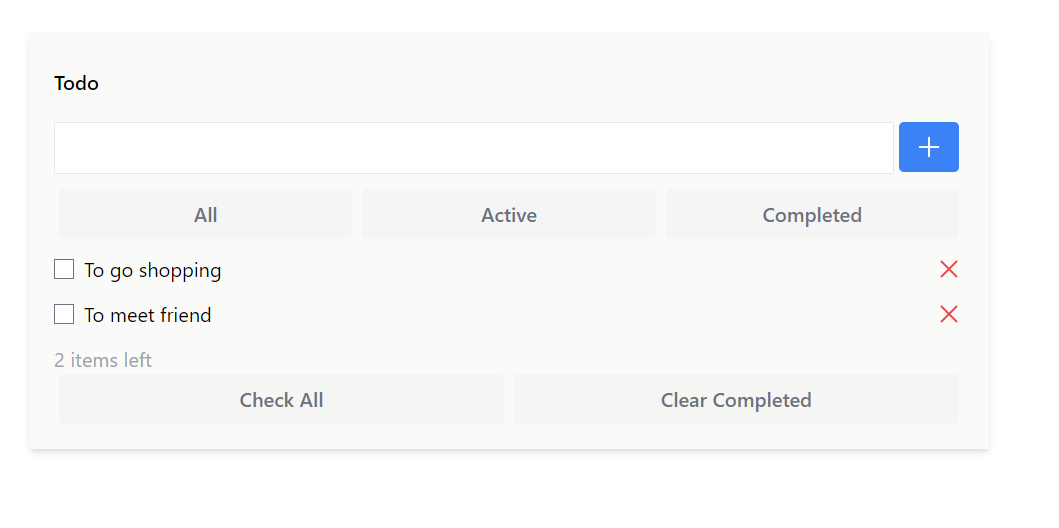 Todo
All Active Completed
To go shopping
To meet friend
2 items left
Check All Clear Completed